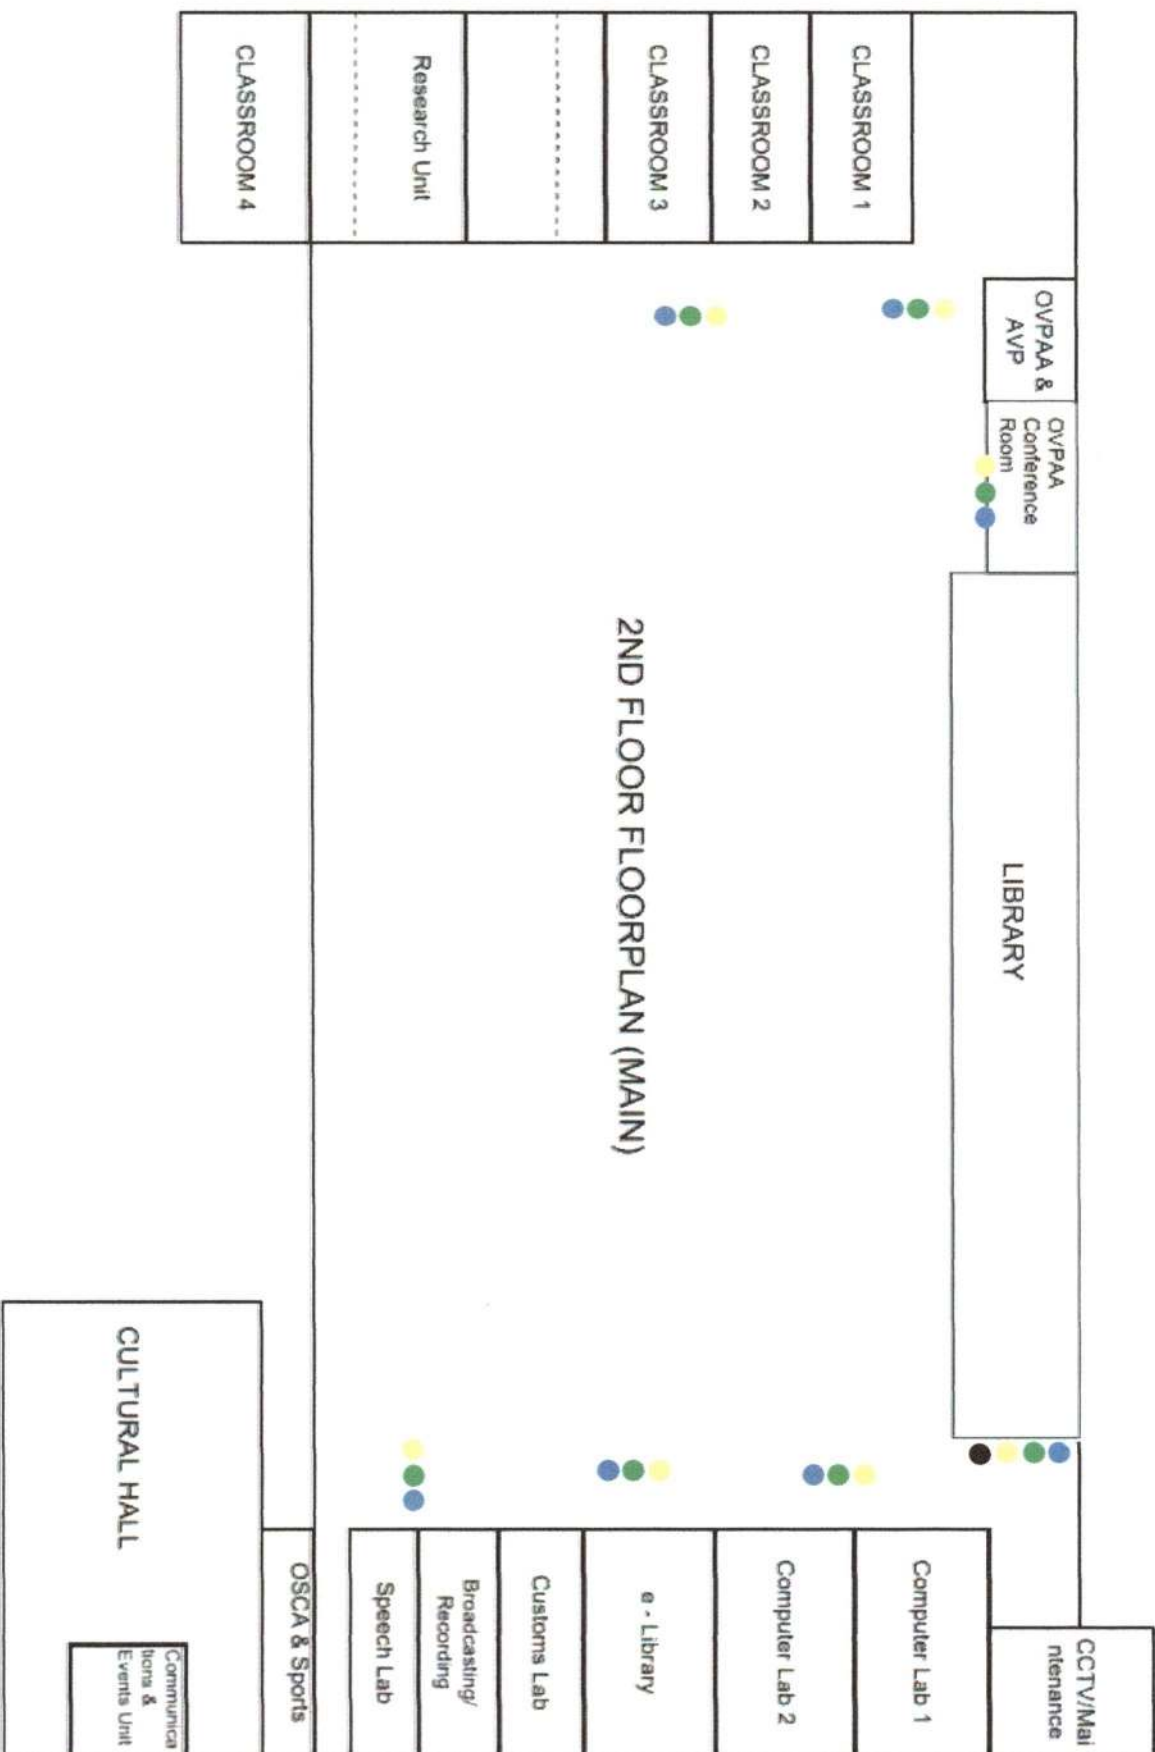 CLASSROOM 1
CLASSROOM 2
CLASSROOM 3
Research Unit
CLASSROOM 4
OVPAA &
AVP
OVPAA
Conference
Room
LIBRARY
2ND FLOOR FLOORPLAN (MAIN)
CCTV/Mai
ntenance
Computer Lab 1
Computer Lab 2
e - Library
Customs Lab
Broadcasting/
Recording
Speech Lab
OSCA & Sports
CULTURAL HALL
Communica
tions &
Events Unit